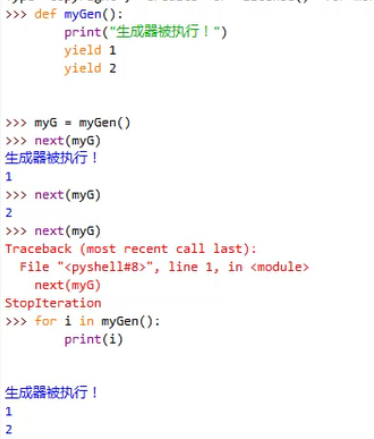 >>> def myGen():
        print("生成器被执行！")
        yield 1
        yield 2
>>> myG = myGen()
>>> next(myG)
生成器被执行！
1
>>> next(myG)
2
>>> next(myG)
Traceback (most recent call last):
  File "<pyshell#8>", line 1, in <module>
    next(myG)
StopIteration
>>> for i in myGen():
        print(i)
生成器被执行！
1
2